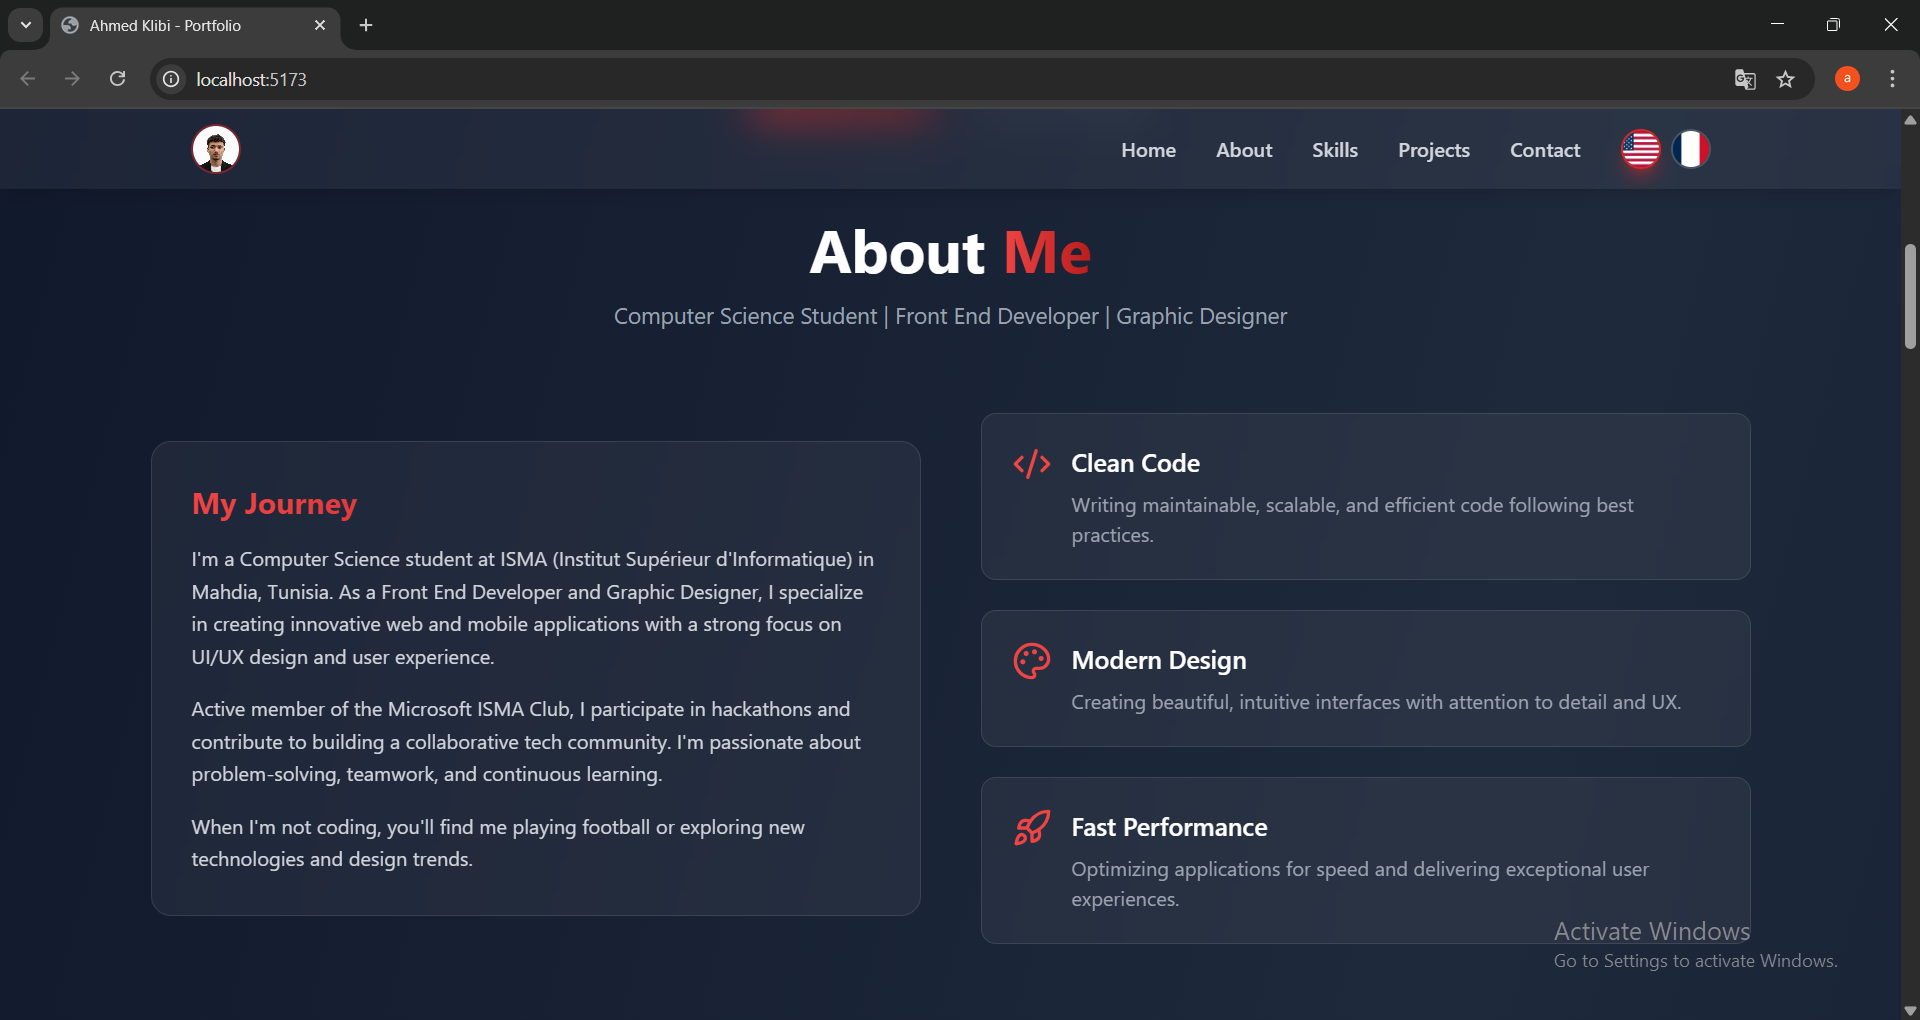 Ahmed Klibi - Portfolio
localhost:5173
a
Home About Skills Projects Contact
About Me
Computer Science Student | Front End Developer | Graphic Designer
My Journey
I'm a Computer Science student at ISMA (Institut Supérieur d'Informatique) in
Mahdia, Tunisia. As a Front End Developer and Graphic Designer, I specialize
in creating innovative web and mobile applications with a strong focus on
UI/UX design and user experience.
Active member of the Microsoft ISMA Club, I participate in hackathons and
contribute to building a collaborative tech community. I'm passionate about
problem-solving, teamwork, and continuous learning.
When I'm not coding, you'll find me playing football or exploring new
technologies and design trends.
Clean Code
Writing maintainable, scalable, and efficient code following best
practices.
Modern Design
Creating beautiful, intuitive interfaces with attention to detail and UX.
Fast Performance
Optimizing applications for speed and delivering exceptional user
experiences.
Activate Windows
Go to Settings to activate Windows.